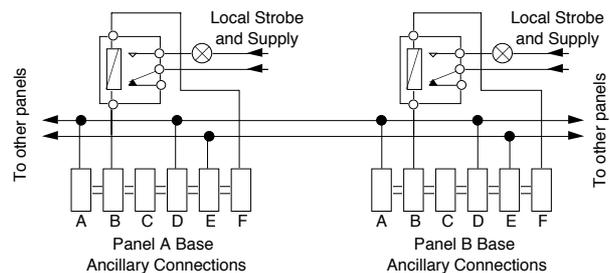 Local Strobe
and Supply
Local Strobe
and Supply
To other panels
To other panels
A B C D E F
A B C D E F
Panel A Base
Ancillary Connections
Panel B Base
Ancillary Connections